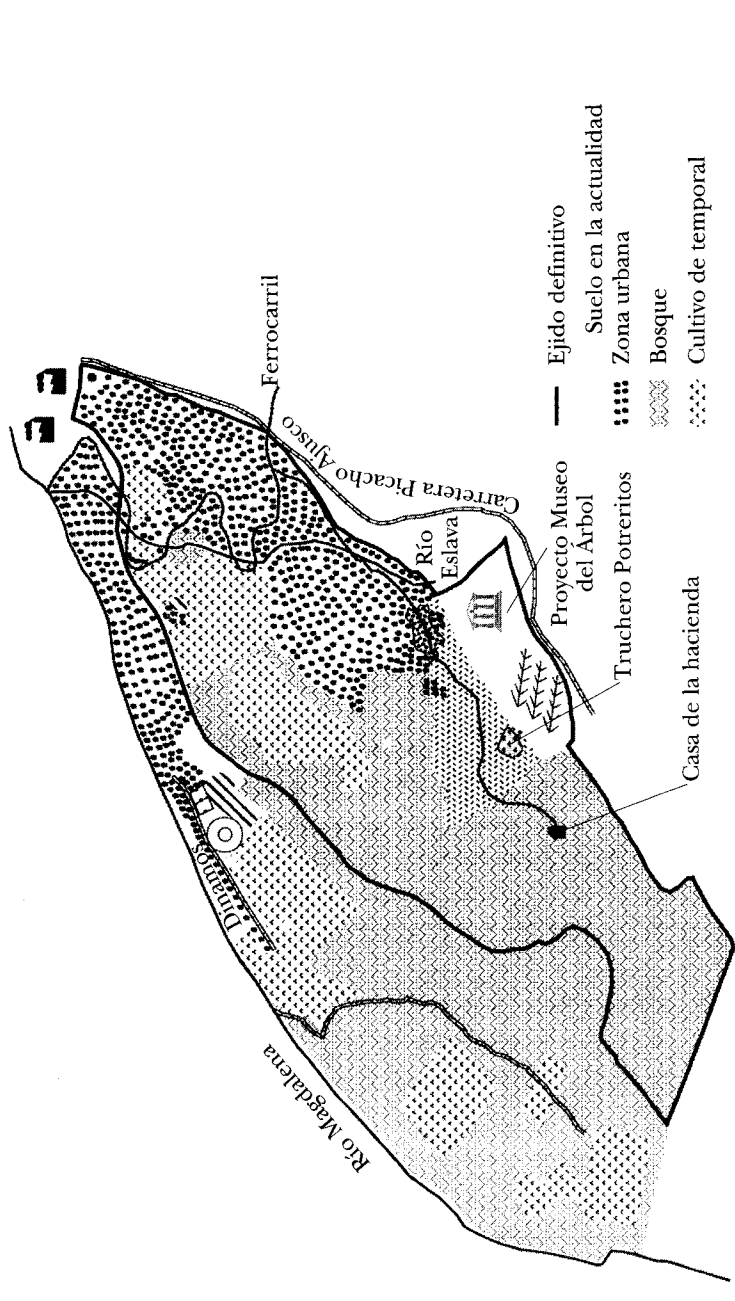 Río Magdalena
Dinamos
Ferrocarril
Carretera Picacho Ajusco
Río
Eslava
Proyecto Museo
del Árbol
Truchero Potreritos
Casa de la hacienda
Ejido definitivo
Suelo en la actualidad
Zona urbana
Bosque
Cultivo de temporal